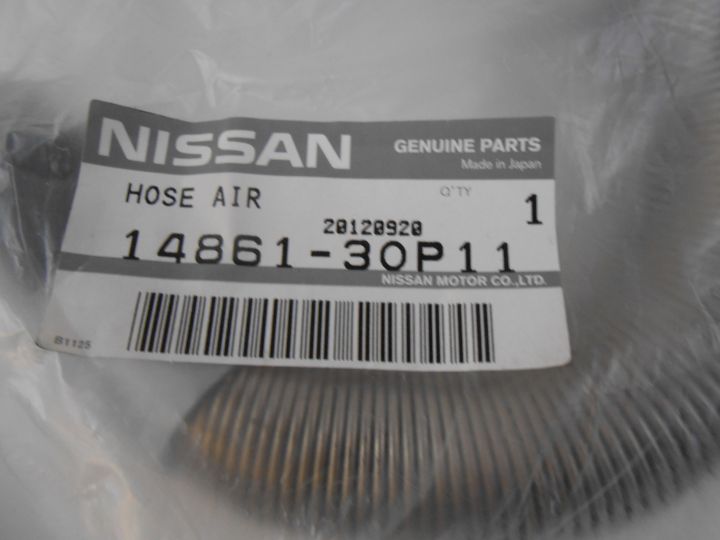 NISSAN
GENUINE PARTS
Made in Japan
HOSE AIR
Q'TY 1
20120920
14861-30P11
NISSAN MOTOR CO.,LTD.
B1125